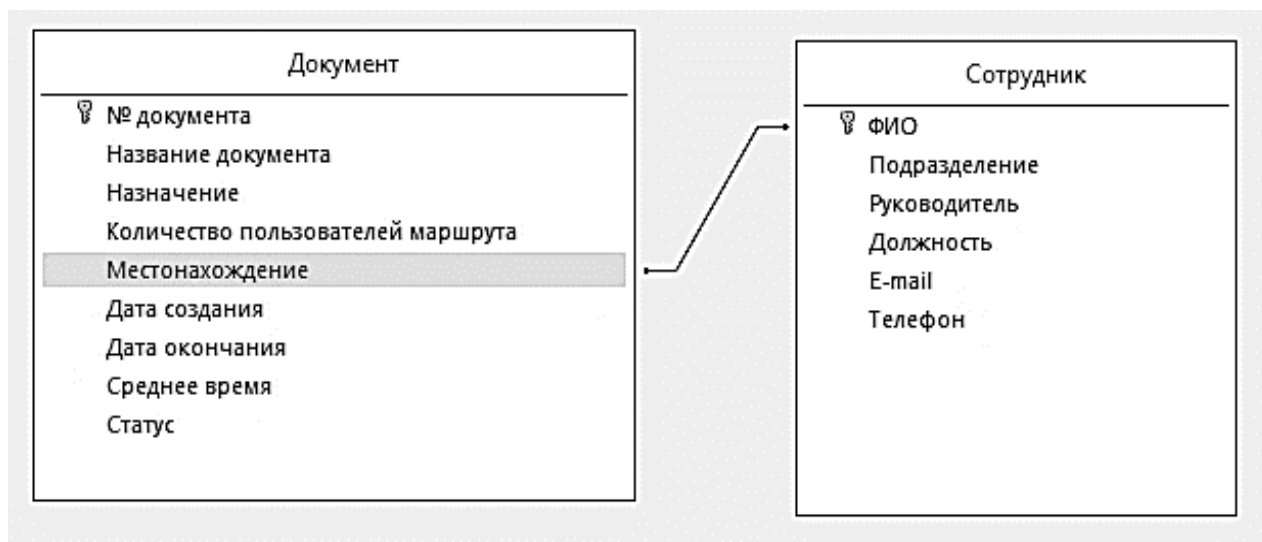 Документ
№ документа
Название документа
Назначение
Количество пользователей маршрута
Местонахождение
Дата создания
Дата окончания
Среднее время
Статус
Сотрудник
ФИО
Подразделение
Руководитель
Должность
E-mail
Телефон